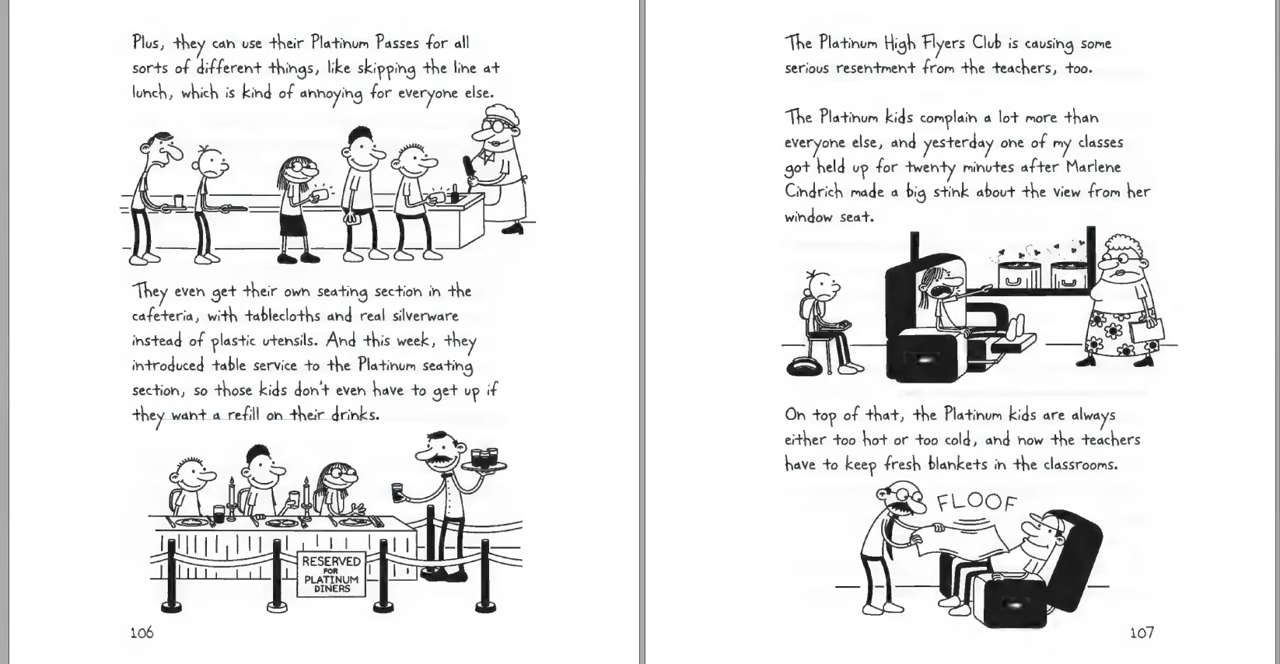 Plus, they can use their Platinum Passes for all
sorts of different things, like skipping the line at
lunch, which is kind of annoying for everyone else.
They even get their own seating section in the
cafeteria, with tablecloths and real silverware
instead of plastic utensils. And this week, they
introduced table service to the Platinum seating
section, so those kids don't even have to get up if
they want a refill on their drinks.
RESERVED
FOR
PLATINUM
DINERS
106
The Platinum High Flyers Club is causing some
serious resentment from the teachers, too.
The Platinum kids complain a lot more than
everyone else, and yesterday one of my classes
got held up for twenty minutes after Marlene
Cindrich made a big stink about the view from her
window seat.
On top of that, the Platinum kids are always
either too hot or too cold, and now the teachers
have to keep fresh blankets in the classrooms.
FLOOF
107